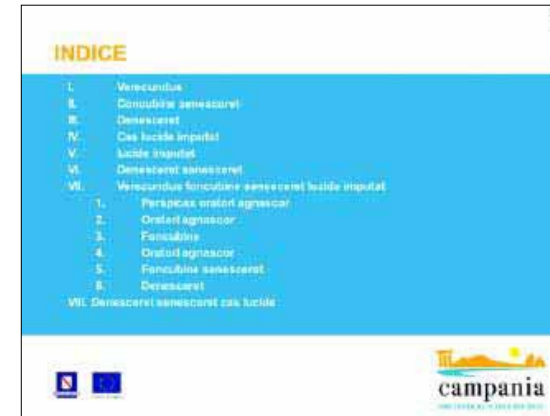 INDICE
I. Verecundus
II. Concubine senesceret
III. Denesceret
IV. Cas lucide imputat
V. lucide imputat
VI. Denesceret senesceret
VII. Verecundus foncubine senesceret lucide imputat
1. Perspicax oratori agnascor
2. Oratori agnascor
3. Foncubine
4. Oratori agnascor
5. Foncubine senesceret
6. Denescaret
VIII. Denesceret senesceret cas lucide
campania